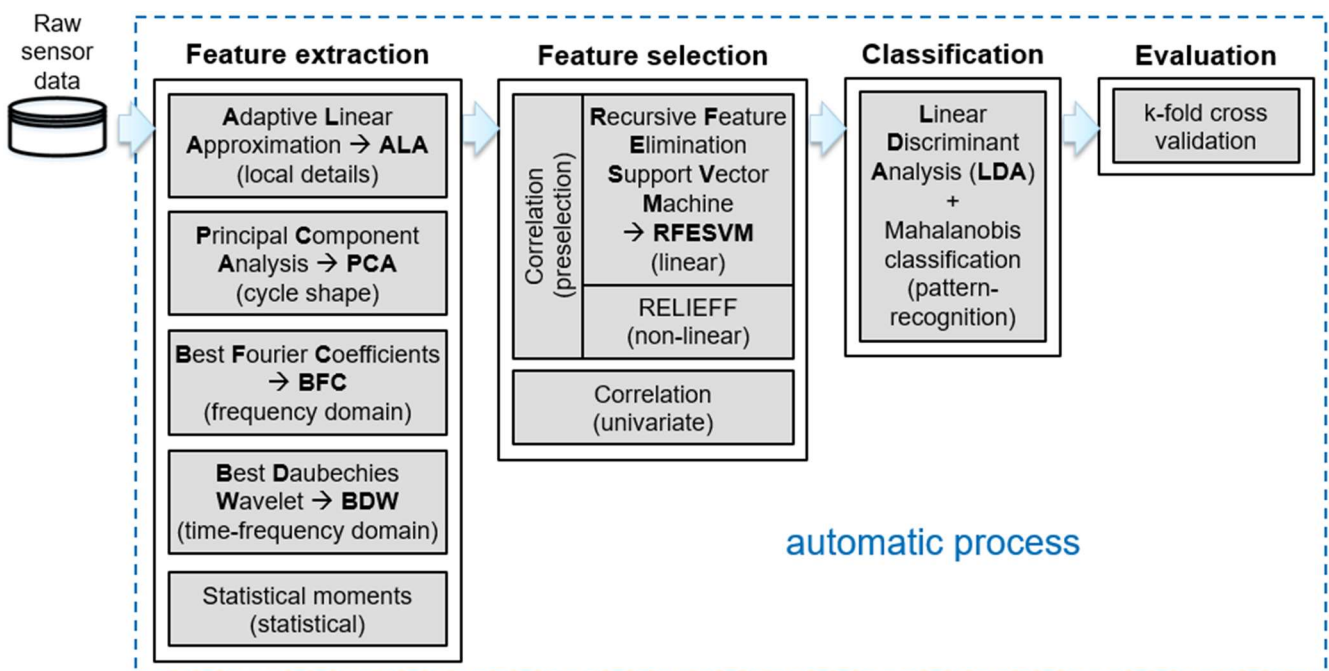 Raw
sensor
data
Feature extraction
Adaptive Linear
Approximation → ALA
(local details)
Principal Component
Analysis → PCA
(cycle shape)
Best Fourier Coefficients
→ BFC
(frequency domain)
Best Daubechies
Wavelet → BDW
(time-frequency domain)
Statistical moments
(statistical)
Feature selection
Correlation
(preselection)
Recursive Feature
Elimination
Support Vector
Machine
→ RFESVM
(linear)
RELIEFF
(non-linear)
Correlation
(univariate)
Classification
Linear
Discriminant
Analysis (LDA)
+
Mahalanobis
classification
(pattern-
recognition)
Evaluation
k-fold cross
validation
automatic process